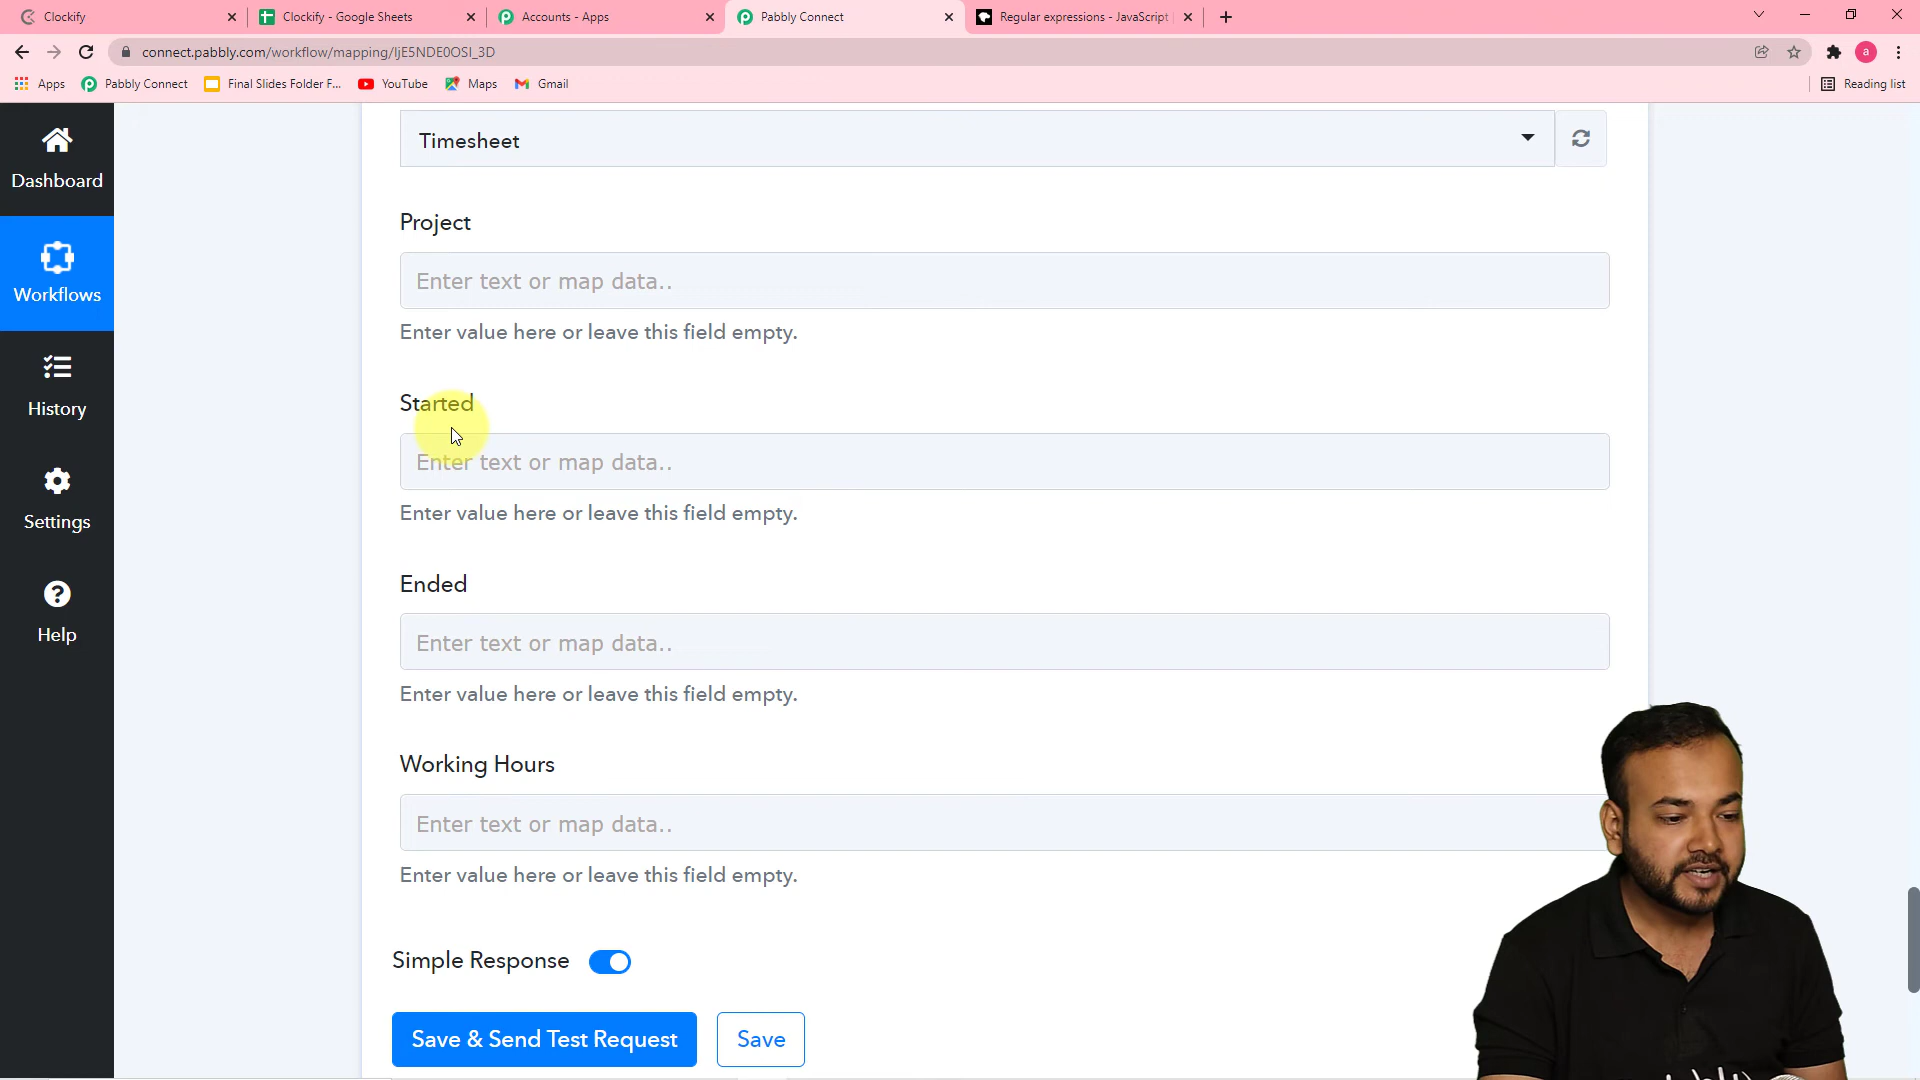 Clockify
Clockify - Google Sheets
Accounts - Apps
Pabbly Connect
Regular expressions - JavaScript
connect.pabbly.com/workflow/mapping/IjE5NDE0OSI_3D
a
Apps
Pabbly Connect
Final Slides Folder F...
YouTube
Maps
Gmail
Reading list
Dashboard
Workflows
History
Settings
Help
Timesheet
Project
Enter text or map data..
Enter value here or leave this field empty.
Started
Enter text or map data..
Enter value here or leave this field empty.
Ended
Enter text or map data..
Enter value here or leave this field empty.
Working Hours
Enter text or map data..
Enter value here or leave this field empty.
Simple Response
Save & Send Test Request
Save